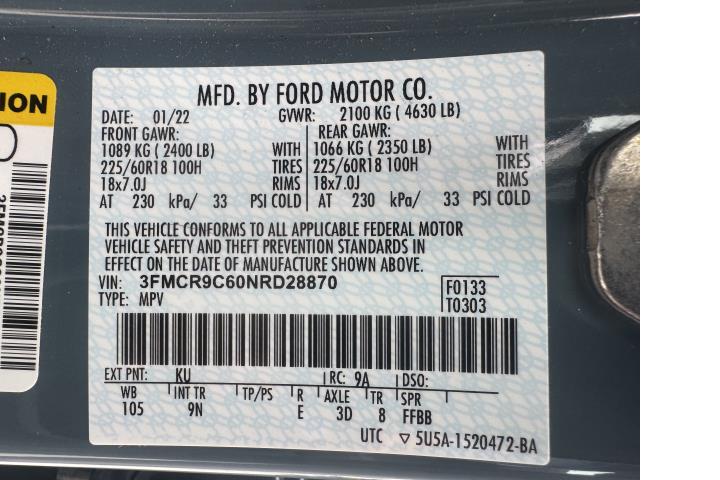 MFD. BY FORD MOTOR CO.
DATE: 01/22 GVWR: 2100 KG ( 4630 LB)
FRONT GAWR: REAR GAWR:
1089 KG ( 2400 LB) WITH 1066 KG ( 2350 LB) WITH
225/60R18 100H TIRES 225/60R18 100H TIRES
18x7.0J RIMS 18x7.0J RIMS
AT 230 kPa/ 33 PSI COLD AT 230 kPa/ 33 PSI COLD
THIS VEHICLE CONFORMS TO ALL APPLICABLE FEDERAL MOTOR
VEHICLE SAFETY AND THEFT PREVENTION STANDARDS IN
EFFECT ON THE DATE OF MANUFACTURE SHOWN ABOVE.
VIN: 3FMCR9C60NRD28870 F0133
TYPE: MPV T0303
EXT PNT: KU RC: 9A DSO:
WB INT TR TP/PS R AXLE TR SPR
105 9N E 3D 8 FFBB
UTC ▽ 5U5A-1520472-BA